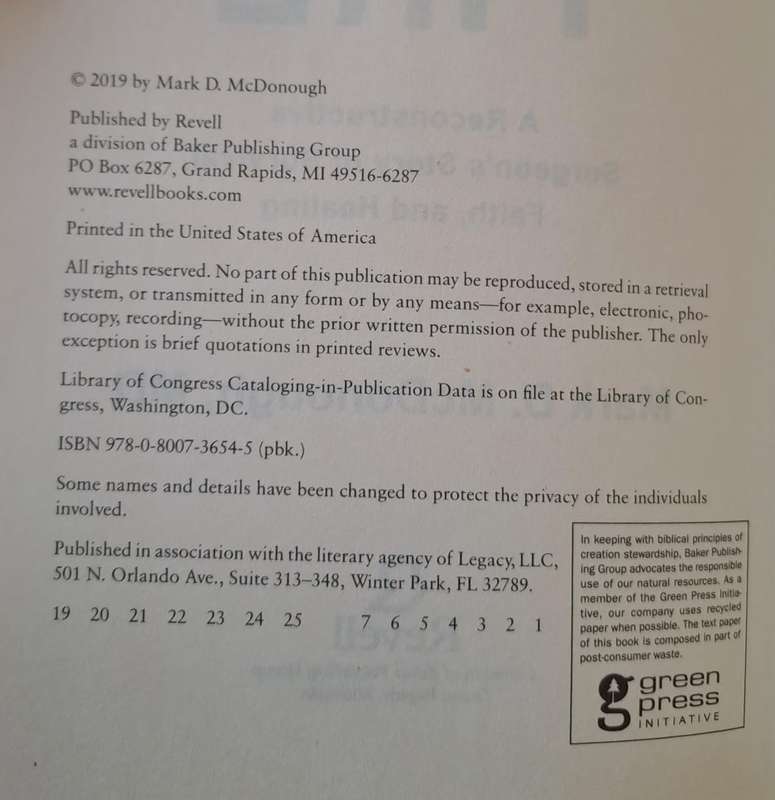 © 2019 by Mark D. McDonough
Published by Revell
a division of Baker Publishing Group
PO Box 6287, Grand Rapids, MI 49516-6287
www.revellbooks.com
Printed in the United States of America
All rights reserved. No part of this publication may be reproduced, stored in a retrieval
system, or transmitted in any form or by any means—for example, electronic, pho-
tocopy, recording—without the prior written permission of the publisher. The only
exception is brief quotations in printed reviews.
Library of Congress Cataloging-in-Publication Data is on file at the Library of Con-
gress, Washington, DC.
ISBN 978-0-8007-3654-5 (pbk.)
Some names and details have been changed to protect the privacy of the individuals
involved.
Published in association with the literary agency of Legacy, LLC,
501 N. Orlando Ave., Suite 313–348, Winter Park, FL 32789.
19 20 21 22 23 24 25 7 6 5 4 3 2 1
In keeping with biblical principles of
creation stewardship, Baker Publish-
ing Group advocates the responsible
use of our natural resources. As a
member of the Green Press Initia-
tive, our company uses recycled
paper when possible. The text paper
of this book is composed in part of
post-consumer waste.
green
press
INITIATIVE